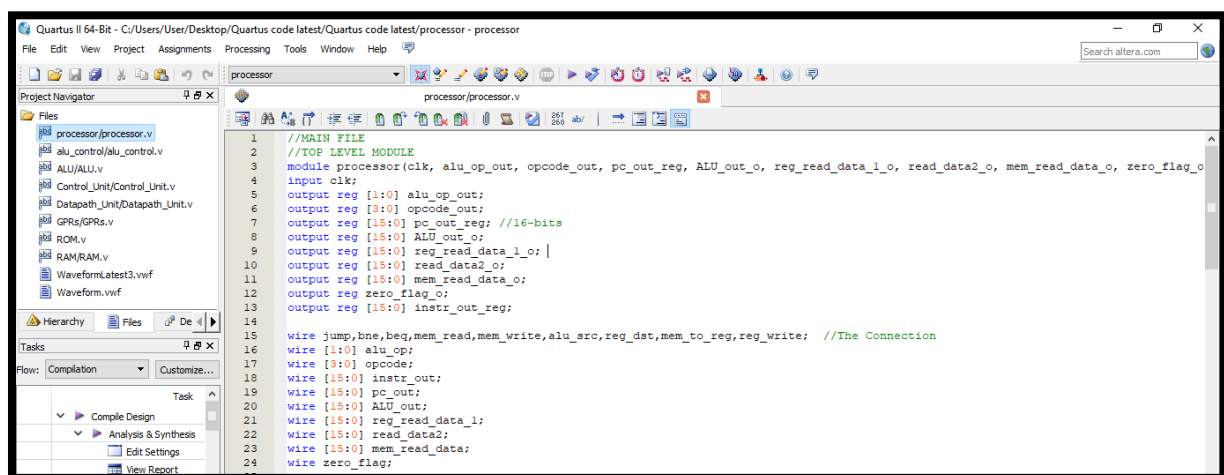 Quartus II 64-Bit - C:/Users/User/Desktop/Quartus code latest/Quartus code latest/processor - processor
File Edit View Project Assignments Processing Tools Window Help
Search altera.com
processor
Project Navigator
processor/processor.v
Files
processor/processor.v
alu_control/alu_control.v
ALU/ALU.v
Control_Unit/Control_Unit.v
Datapath_Unit/Datapath_Unit.v
GPRs/GPRs.v
ROM.v
RAM/RAM.v
WaveformLatest3.vwf
Waveform.vwf
Hierarchy Files De
Tasks
Flow: Compilation Customize...
Task
Compile Design
Analysis & Synthesis
Edit Settings
View Report
267
268
ab/
1 //MAIN FILE
2 //TOP LEVEL MODULE
3 module processor(clk, alu_op_out, opcode_out, pc_out_reg, ALU_out_o, reg_read_data_1_o, read_data2_o, mem_read_data_o, zero_flag_o
4 input clk;
5 output reg [1:0] alu_op_out;
6 output reg [3:0] opcode_out;
7 output reg [15:0] pc_out_reg; //16-bits
8 output reg [15:0] ALU_out_o;
9 output reg [15:0] reg_read_data_1_o;
10 output reg [15:0] read_data2_o;
11 output reg [15:0] mem_read_data_o;
12 output reg zero_flag_o;
13 output reg [15:0] instr_out_reg;
14
15 wire jump,bne,beq,mem_read,mem_write,alu_src,reg_dst,mem_to_reg,reg_write; //The Connection
16 wire [1:0] alu_op;
17 wire [3:0] opcode;
18 wire [15:0] instr_out;
19 wire [15:0] pc_out;
20 wire [15:0] ALU_out;
21 wire [15:0] reg_read_data_1;
22 wire [15:0] read_data2;
23 wire [15:0] mem_read_data;
24 wire zero_flag;